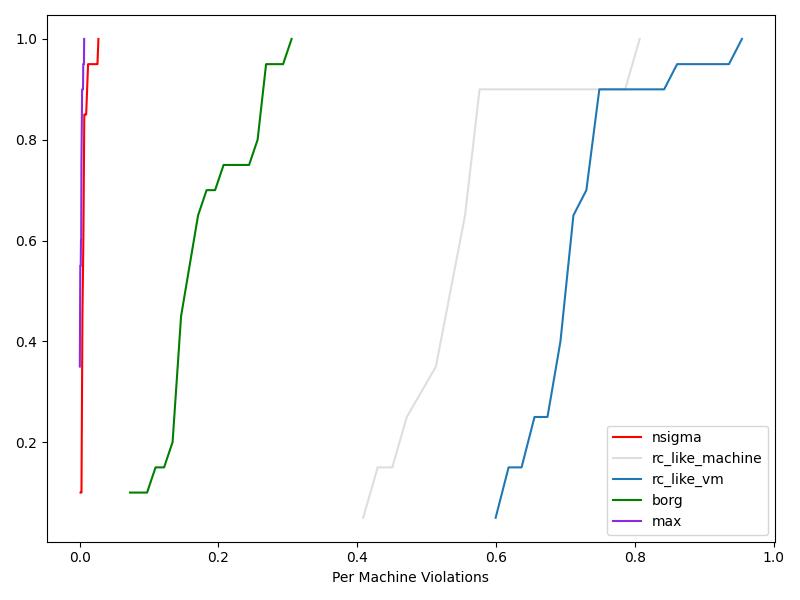 1.0
0.8
0.6
0.4
0.2
nsigma
rc_like_machine
rc_like_vm
borg
max
0.0 0.2 0.4 0.6 0.8 1.0
Per Machine Violations